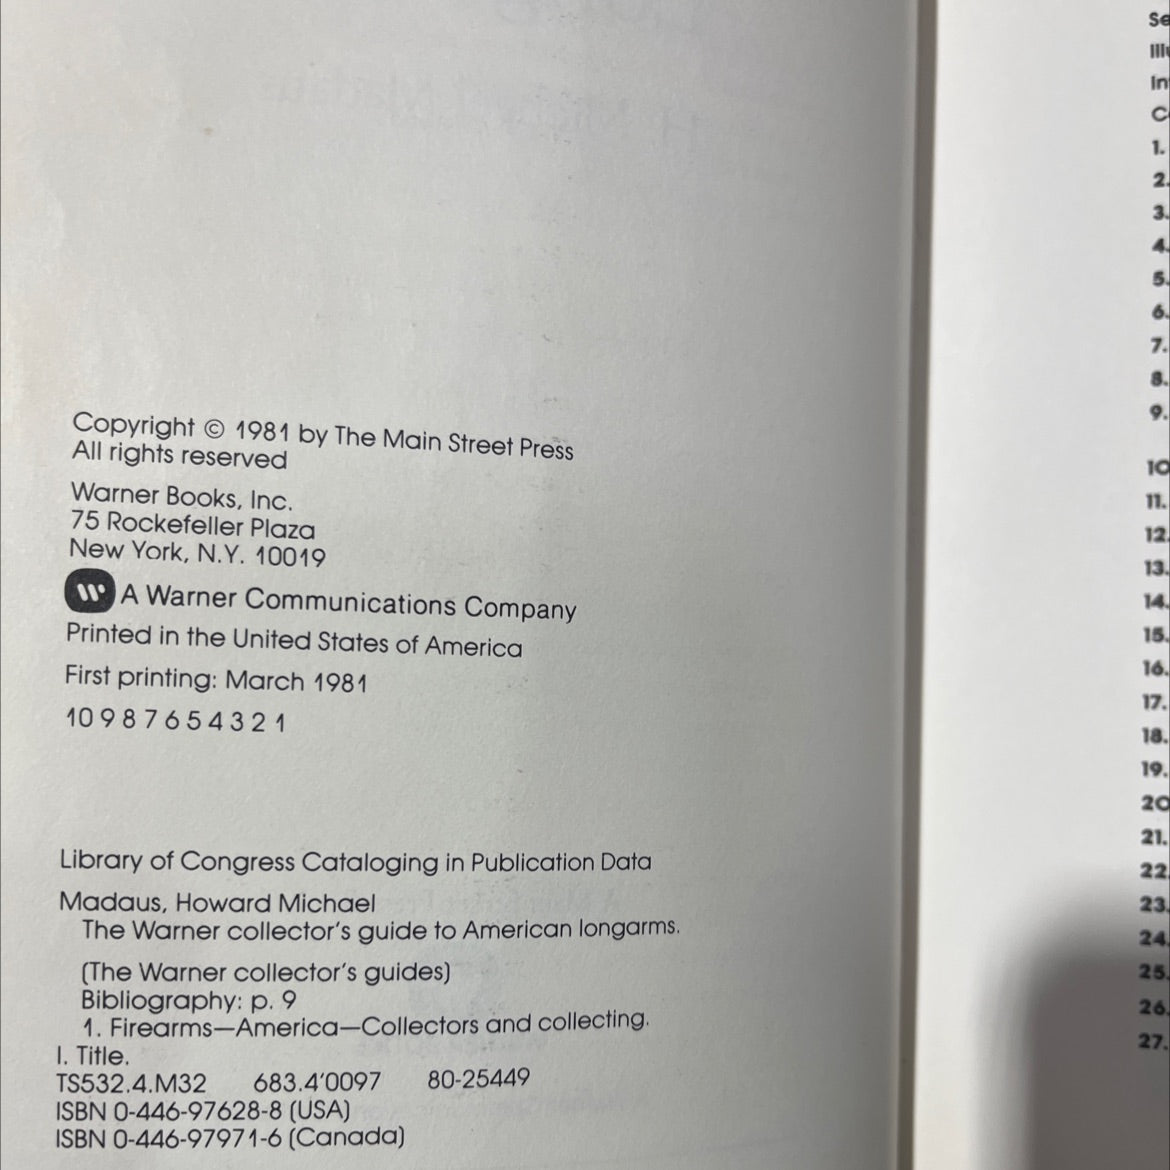 Copyright © 1981 by The Main Street Press
All rights reserved
Warner Books, Inc.
75 Rockefeller Plaza
New York, N.Y. 10019
A Warner Communications Company
Printed in the United States of America
First printing: March 1981
10 9 8 7 6 5 4 3 2 1
Library of Congress Cataloging in Publication Data
Madaus, Howard Michael
The Warner collector's guide to American longarms.
(The Warner collector's guides)
Bibliography: p. 9
1. Firearms—America—Collectors and collecting.
I. Title.
TS532.4.M32 683.4'0097 80-25449
ISBN 0-446-97628-8 (USA)
ISBN 0-446-97971-6 (Canada)
1.
2.
3.
4.
5.
6.
7.
8.
9.
10
11.
12.
13.
14.
15.
16.
17.
18.
19.
20
21.
22.
23.
24.
25.
26.
27.